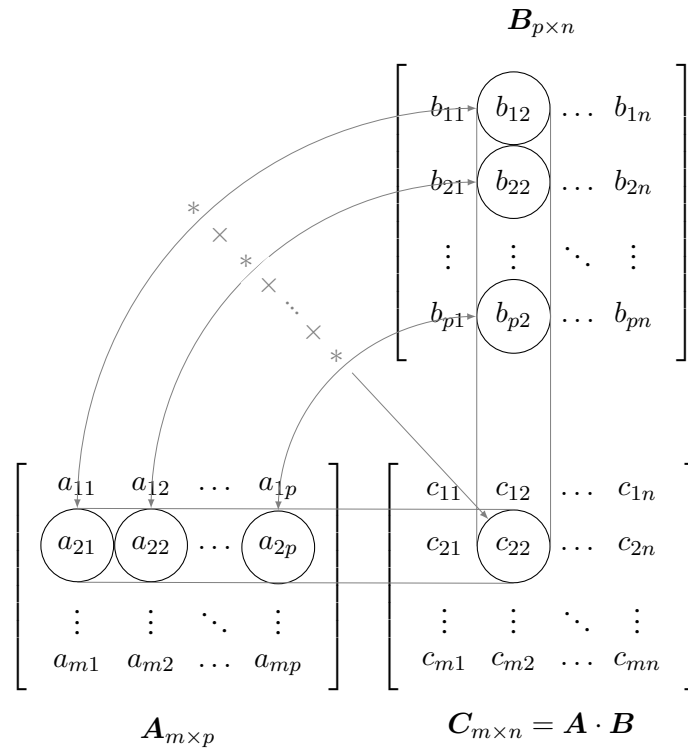 B_{p×n}
b_{11} b_{12} … b_{1n}
b_{21} b_{22} … b_{2n}
⋮ ⋮ ⋱ ⋮
b_{p1} b_{p2} … b_{pn}
*
×
*
×
⋱
×
*
a_{11} a_{12} … a_{1p}
a_{21} a_{22} … a_{2p}
⋮ ⋮ ⋱ ⋮
a_{m1} a_{m2} … a_{mp}
A_{m×p}
c_{11} c_{12} … c_{1n}
c_{21} c_{22} … c_{2n}
⋮ ⋮ ⋱ ⋮
c_{m1} c_{m2} … c_{mn}
C_{m×n} = A · B